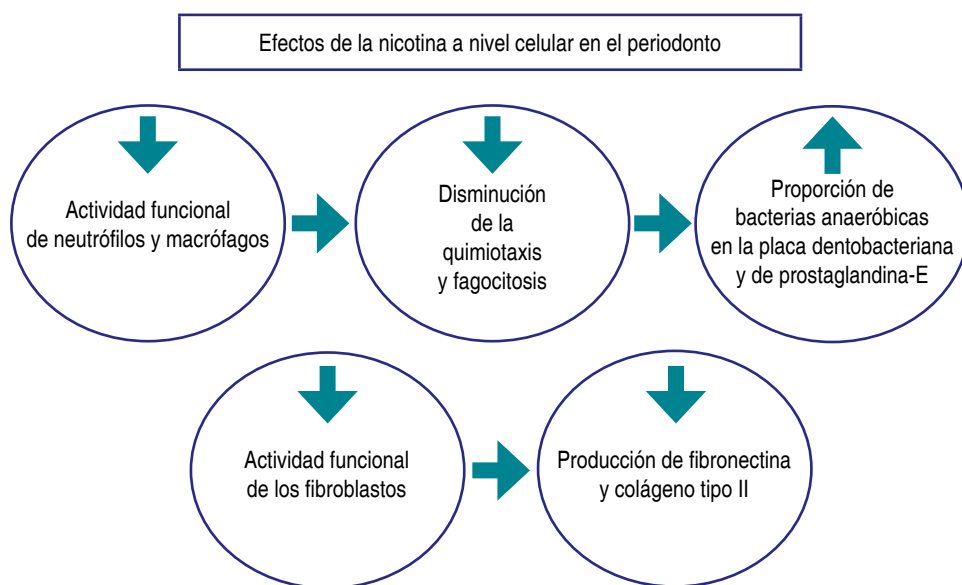 Efectos de la nicotina a nivel celular en el periodonto
Actividad funcional
de neutrófilos y macrófagos
Disminución
de la
quimiotaxis
y fagocitosis
Proporción de
bacterias anaeróbicas
en la placa dentobacteriana
y de prostaglandina-E
Actividad funcional
de los fibroblastos
Producción de fibronectina
y colágeno tipo II